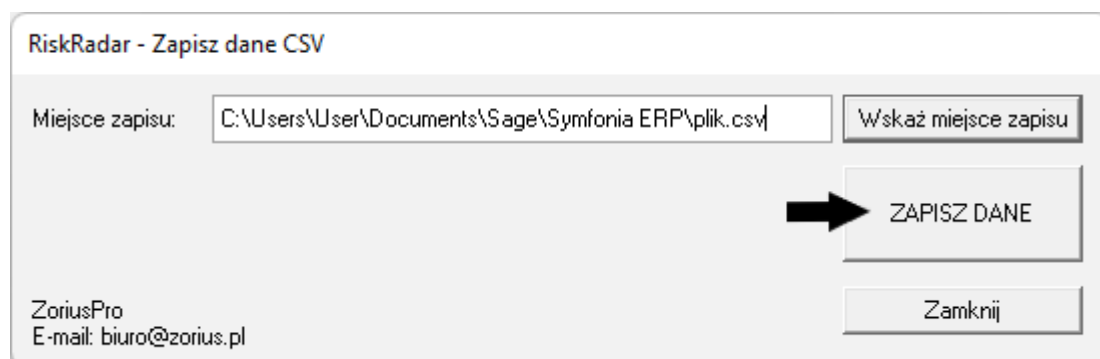 RiskRadar - Zapisz dane CSV
Miejsce zapisu: C:\Users\User\Documents\Sage\Symfonia ERP\plik.csv Wskaż miejsce zapisu
ZAPISZ DANE
ZoriusPro
E-mail: biuro@zorius.pl
Zamknij